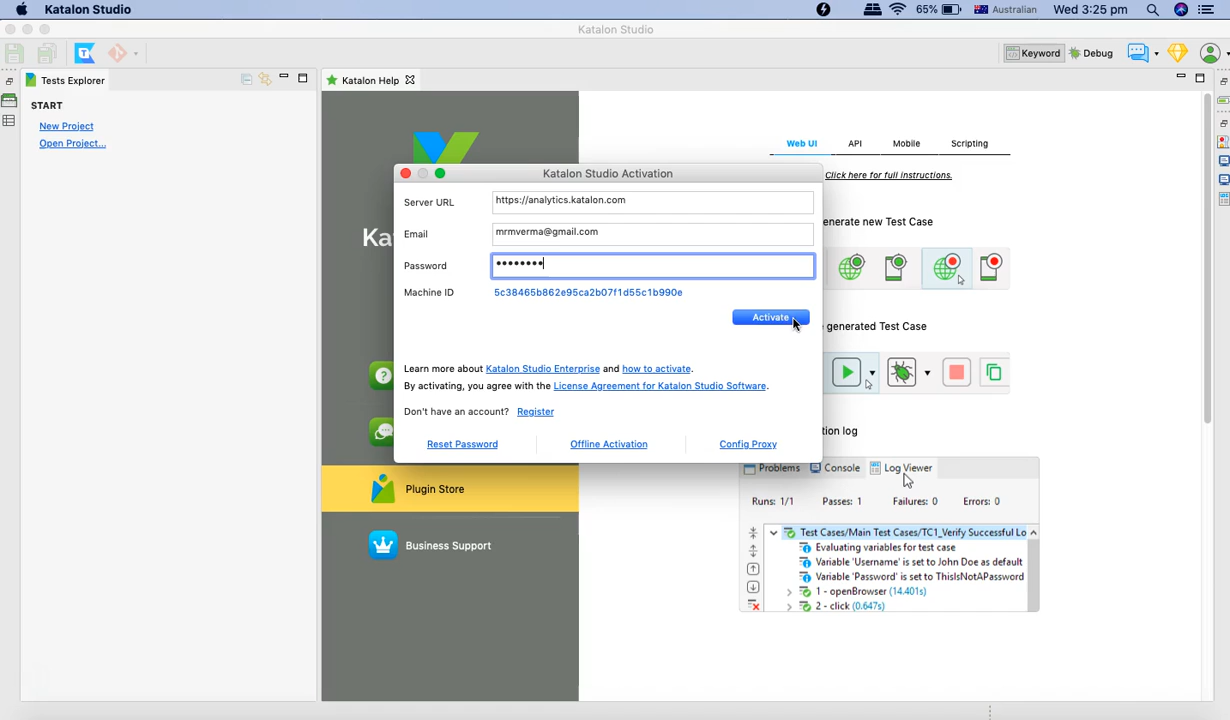 Katalon Studio
65%
Australian
Wed 3:25 pm
Katalon Studio
Keyword
Debug
Tests Explorer
Katalon Help
START
New Project
Open Project...
Web UI
API
Mobile
Scripting
Click here for full instructions.
Ka
enerate new Test Case
generated Test Case
tion log
Katalon Studio Activation
Server URL
https://analytics.katalon.com
Email
mrmverma@gmail.com
Password
••••••••
Machine ID
5c38465b862e95ca2b07f1d55c1b990e
Activate
Learn more about Katalon Studio Enterprise and how to activate.
By activating, you agree with the License Agreement for Katalon Studio Software.
Don't have an account? Register
Reset Password
Offline Activation
Config Proxy
Plugin Store
Business Support
Problems
Console
Log Viewer
Runs: 1/1
Passes: 1
Failures: 0
Errors: 0
Test Cases/Main Test Cases/TC1_Verify Successful Lo
Evaluating variables for test case
Variable 'Username' is set to John Doe as default
Variable 'Password' is set to ThisIsNotAPassword
1 - openBrowser (14.401s)
2 - click (0.647s)